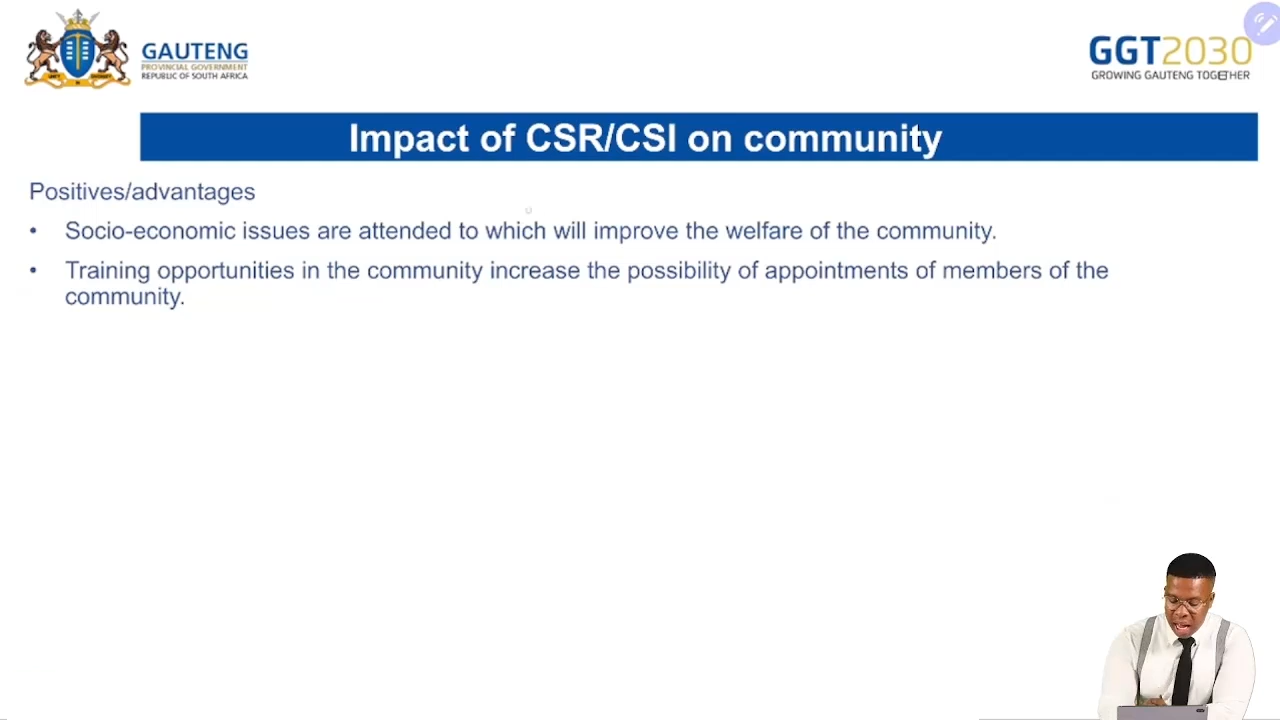 GAUTENG
PROVINCIAL GOVERNMENT
REPUBLIC OF SOUTH AFRICA
GGT2030
GROWING GAUTENG TOGETHER
Impact of CSR/CSI on community
Positives/advantages
• Socio-economic issues are attended to which will improve the welfare of the community.
• Training opportunities in the community increase the possibility of appointments of members of the
community.